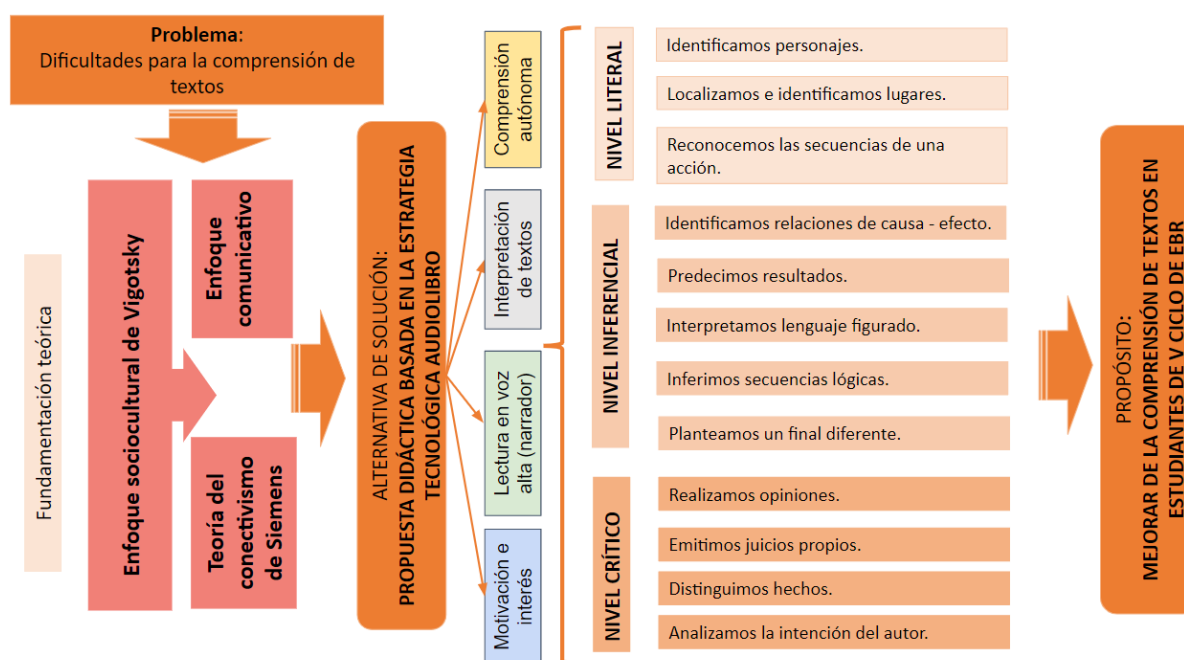 Problema:
Dificultades para la comprensión de
textos
Fundamentación teórica
Enfoque sociocultural de Vigotsky
Enfoque
comunicativo
Teoría del
conectivismo
de Siemens
ALTERNATIVA DE SOLUCIÓN:
PROPUESTA DIDÁCTICA BASADA EN LA ESTRATEGIA
TECNOLÓGICA AUDIOLIBRO
Comprensión
autónoma
Interpretación
de textos
Lectura en voz
alta (narrador)
Motivación e
interés
NIVEL LITERAL
Identificamos personajes.
Localizamos e identificamos lugares.
Reconocemos las secuencias de una
acción.
NIVEL INFERENCIAL
Identificamos relaciones de causa - efecto.
Predecimos resultados.
Interpretamos lenguaje figurado.
Inferimos secuencias lógicas.
Planteamos un final diferente.
NIVEL CRÍTICO
Realizamos opiniones.
Emitimos juicios propios.
Distinguimos hechos.
Analizamos la intención del autor.
PROPÓSITO:
MEJORAR DE LA COMPRENSIÓN DE TEXTOS EN
ESTUDIANTES DE V CICLO DE EBR